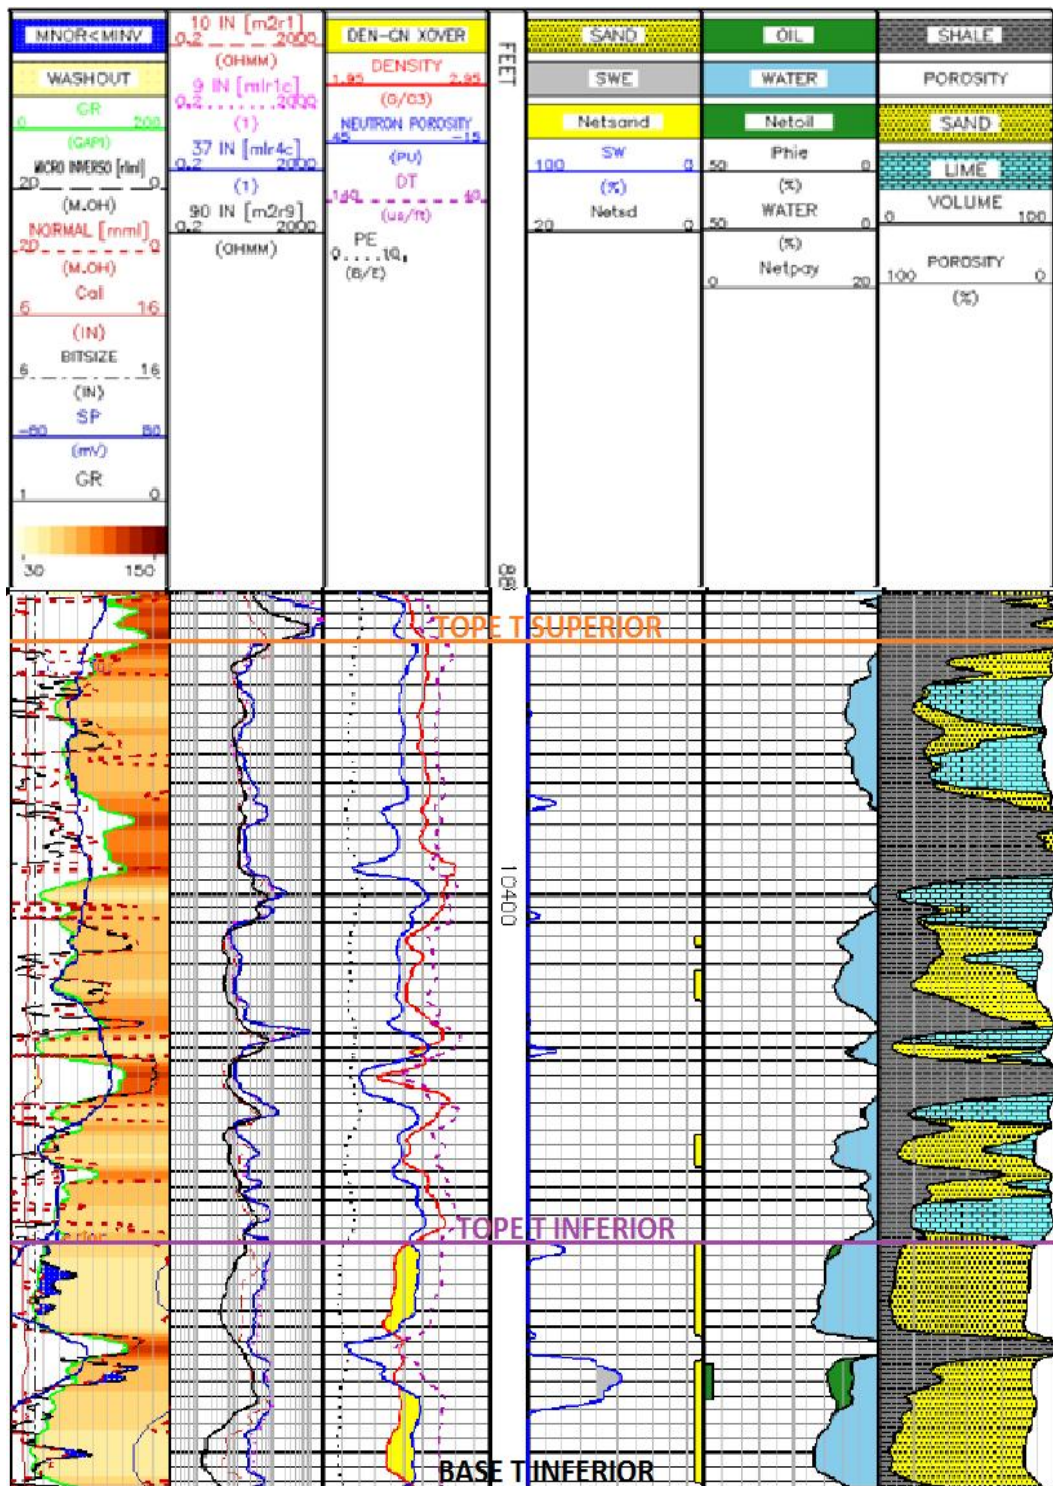 MNOR<MINV
WASHOUT
GR
0 200
(GAPI)
MICRO INVERSO [rlml]
20 0
(M.OH)
NORMAL [rnml]
20 0
(M.OH)
Cal
6 16
(IN)
BITSIZE
6 16
(IN)
SP
-80 80
(mV)
GR
1 0
30 150
10 IN [m2r1]
0.2 2000
(OHMM)
9 IN [mlr1c]
0.2 2000
(1)
37 IN [mlr4c]
0.2 2000
(1)
90 IN [m2r9]
0.2 2000
(OHMM)
DEN-CN XOVER
DENSITY
1.95 2.95
(G/C3)
NEUTRON POROSITY
45 -15
(PU)
DT
140 40
(us/ft)
PE
0 10
(B/E)
FEET
SAND
SWE
Netsand
SW
100 0
(%)
Netsd
20 0
OIL
WATER
Netoil
Phie
50 0
(%)
WATER
50 0
(%)
Netpay
0 20
SHALE
POROSITY
SAND
LIME
VOLUME
0 100
POROSITY
100 0
(%)
TOPE T SUPERIOR
10400
TOPE T INFERIOR
BASE T INFERIOR